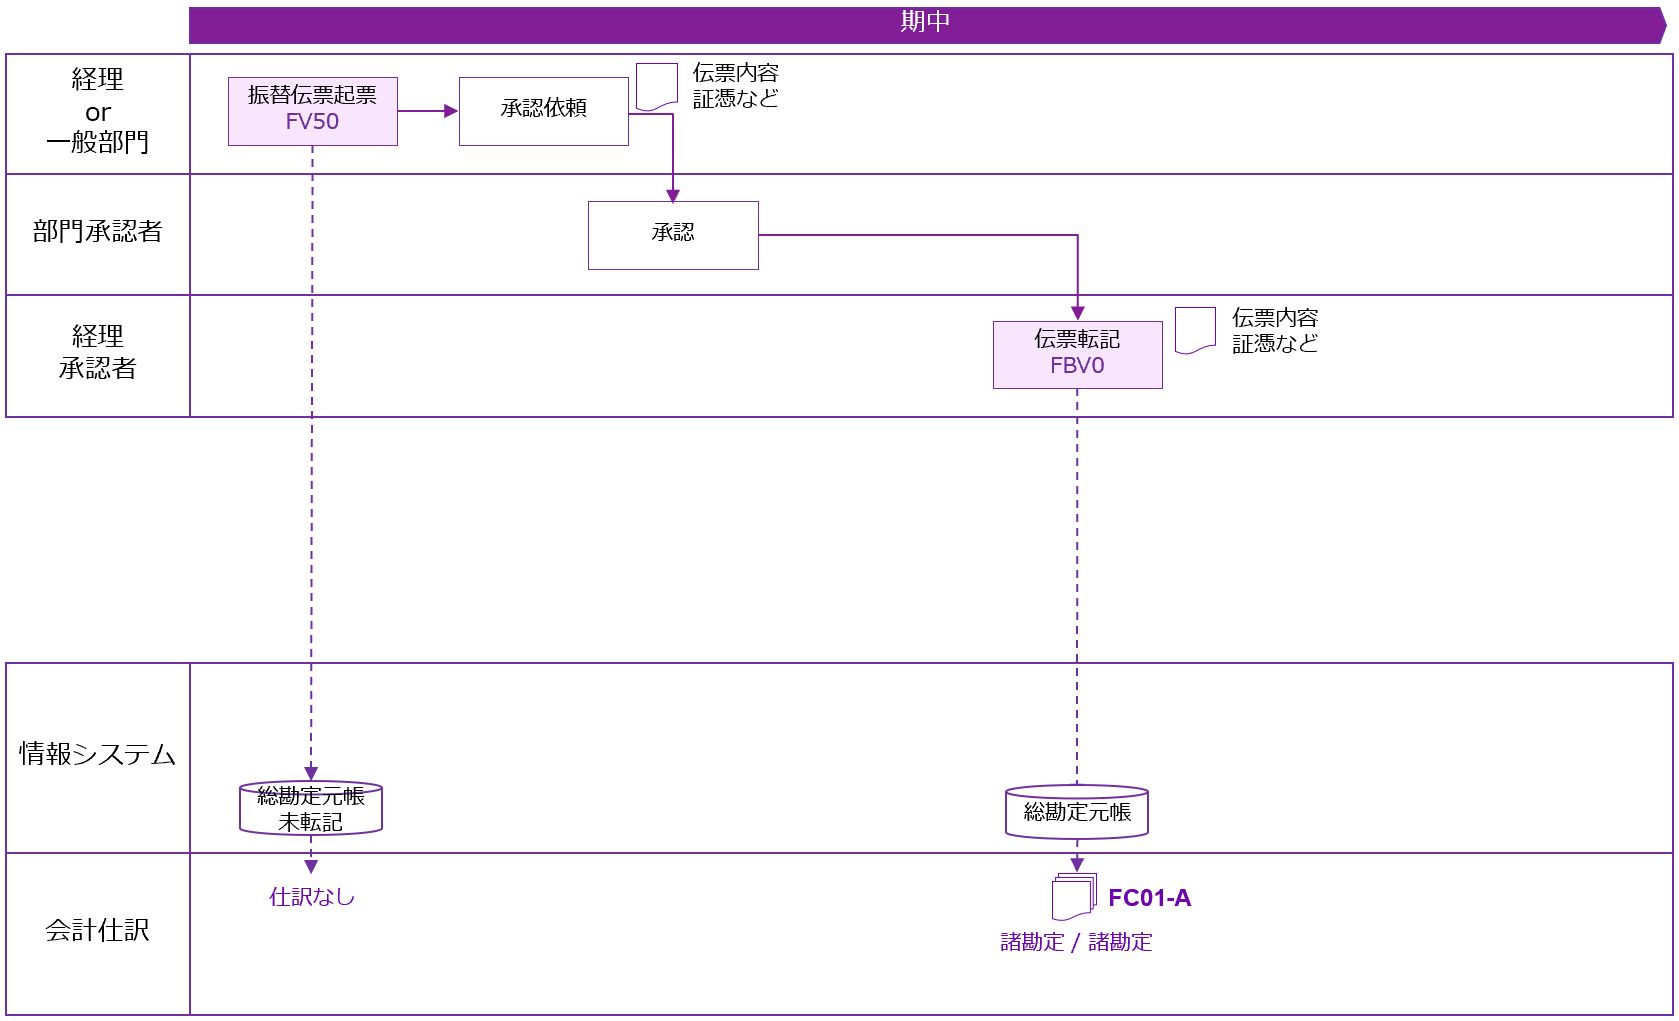 期中
経理
or
一般部門
振替伝票起票
FV50
承認依頼
伝票内容
証憑など
部門承認者
承認
経理
承認者
伝票転記
FBV0
伝票内容
証憑など
情報システム
総勘定元帳
未転記
総勘定元帳
会計仕訳
仕訳なし
FC01-A
諸勘定 / 諸勘定